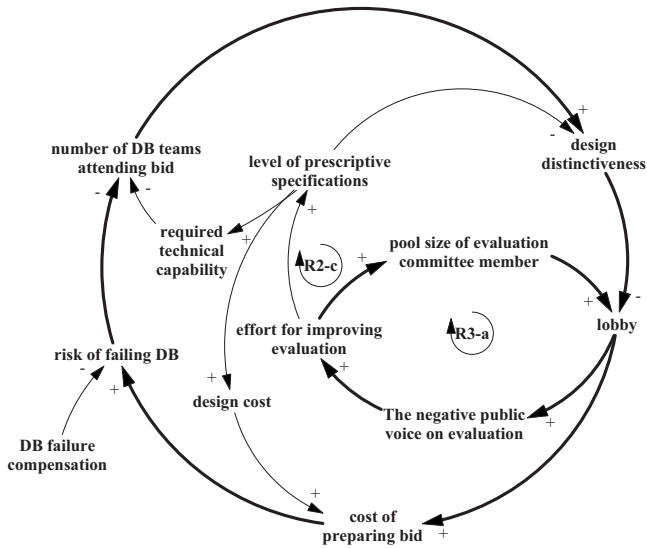 +
number of DB teams
attending bid
-
-
level of prescriptive
specifications
-
design
distinctiveness
+
required
technical
capability
+
R2-c
+
pool size of evaluation
committee member
+
-
lobby
effort for improving
evaluation
R3-a
risk of failing DB
-
+
+
design cost
+
The negative public
voice on evaluation
+
DB failure
compensation
+
cost of
preparing bid
+